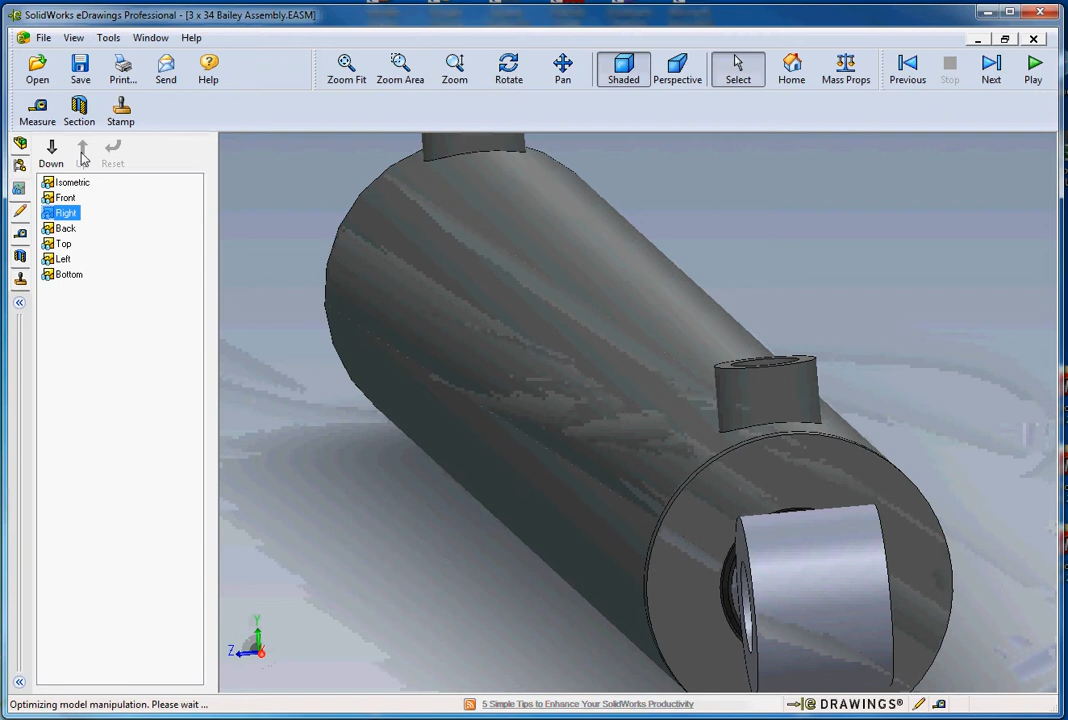 SolidWorks eDrawings Professional - [3 x 34 Bailey Assembly.EASM]
File View Tools Window Help
Open Save Print... Send Help Zoom Fit Zoom Area Zoom Rotate Pan Shaded Perspective Select Home Mass Props Previous Stop Next Play
Measure Section Stamp
Down Reset
Isometric
Front
Right
Back
Top
Left
Bottom
Y
Z
Optimizing model manipulation. Please wait ...
5 Simple Tips to Enhance Your SolidWorks Productivity
DRAWINGS®